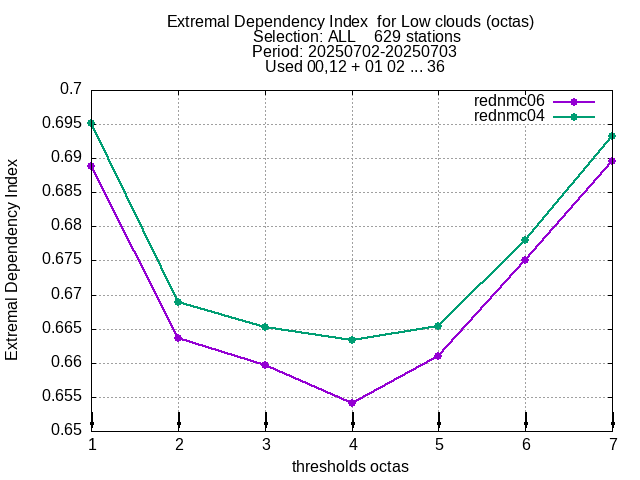 Extremal Dependency Index  for Low clouds (octas)
Selection: ALL    629 stations
Period: 20250702-20250703
Used 00,12 + 01 02 ... 36
rednmc06
rednmc04
0.7
0.695
0.69
0.685
0.68
0.675
0.67
0.665
0.66
0.655
0.65
Extremal Dependency Index
1 2 3 4 5 6 7
thresholds octas